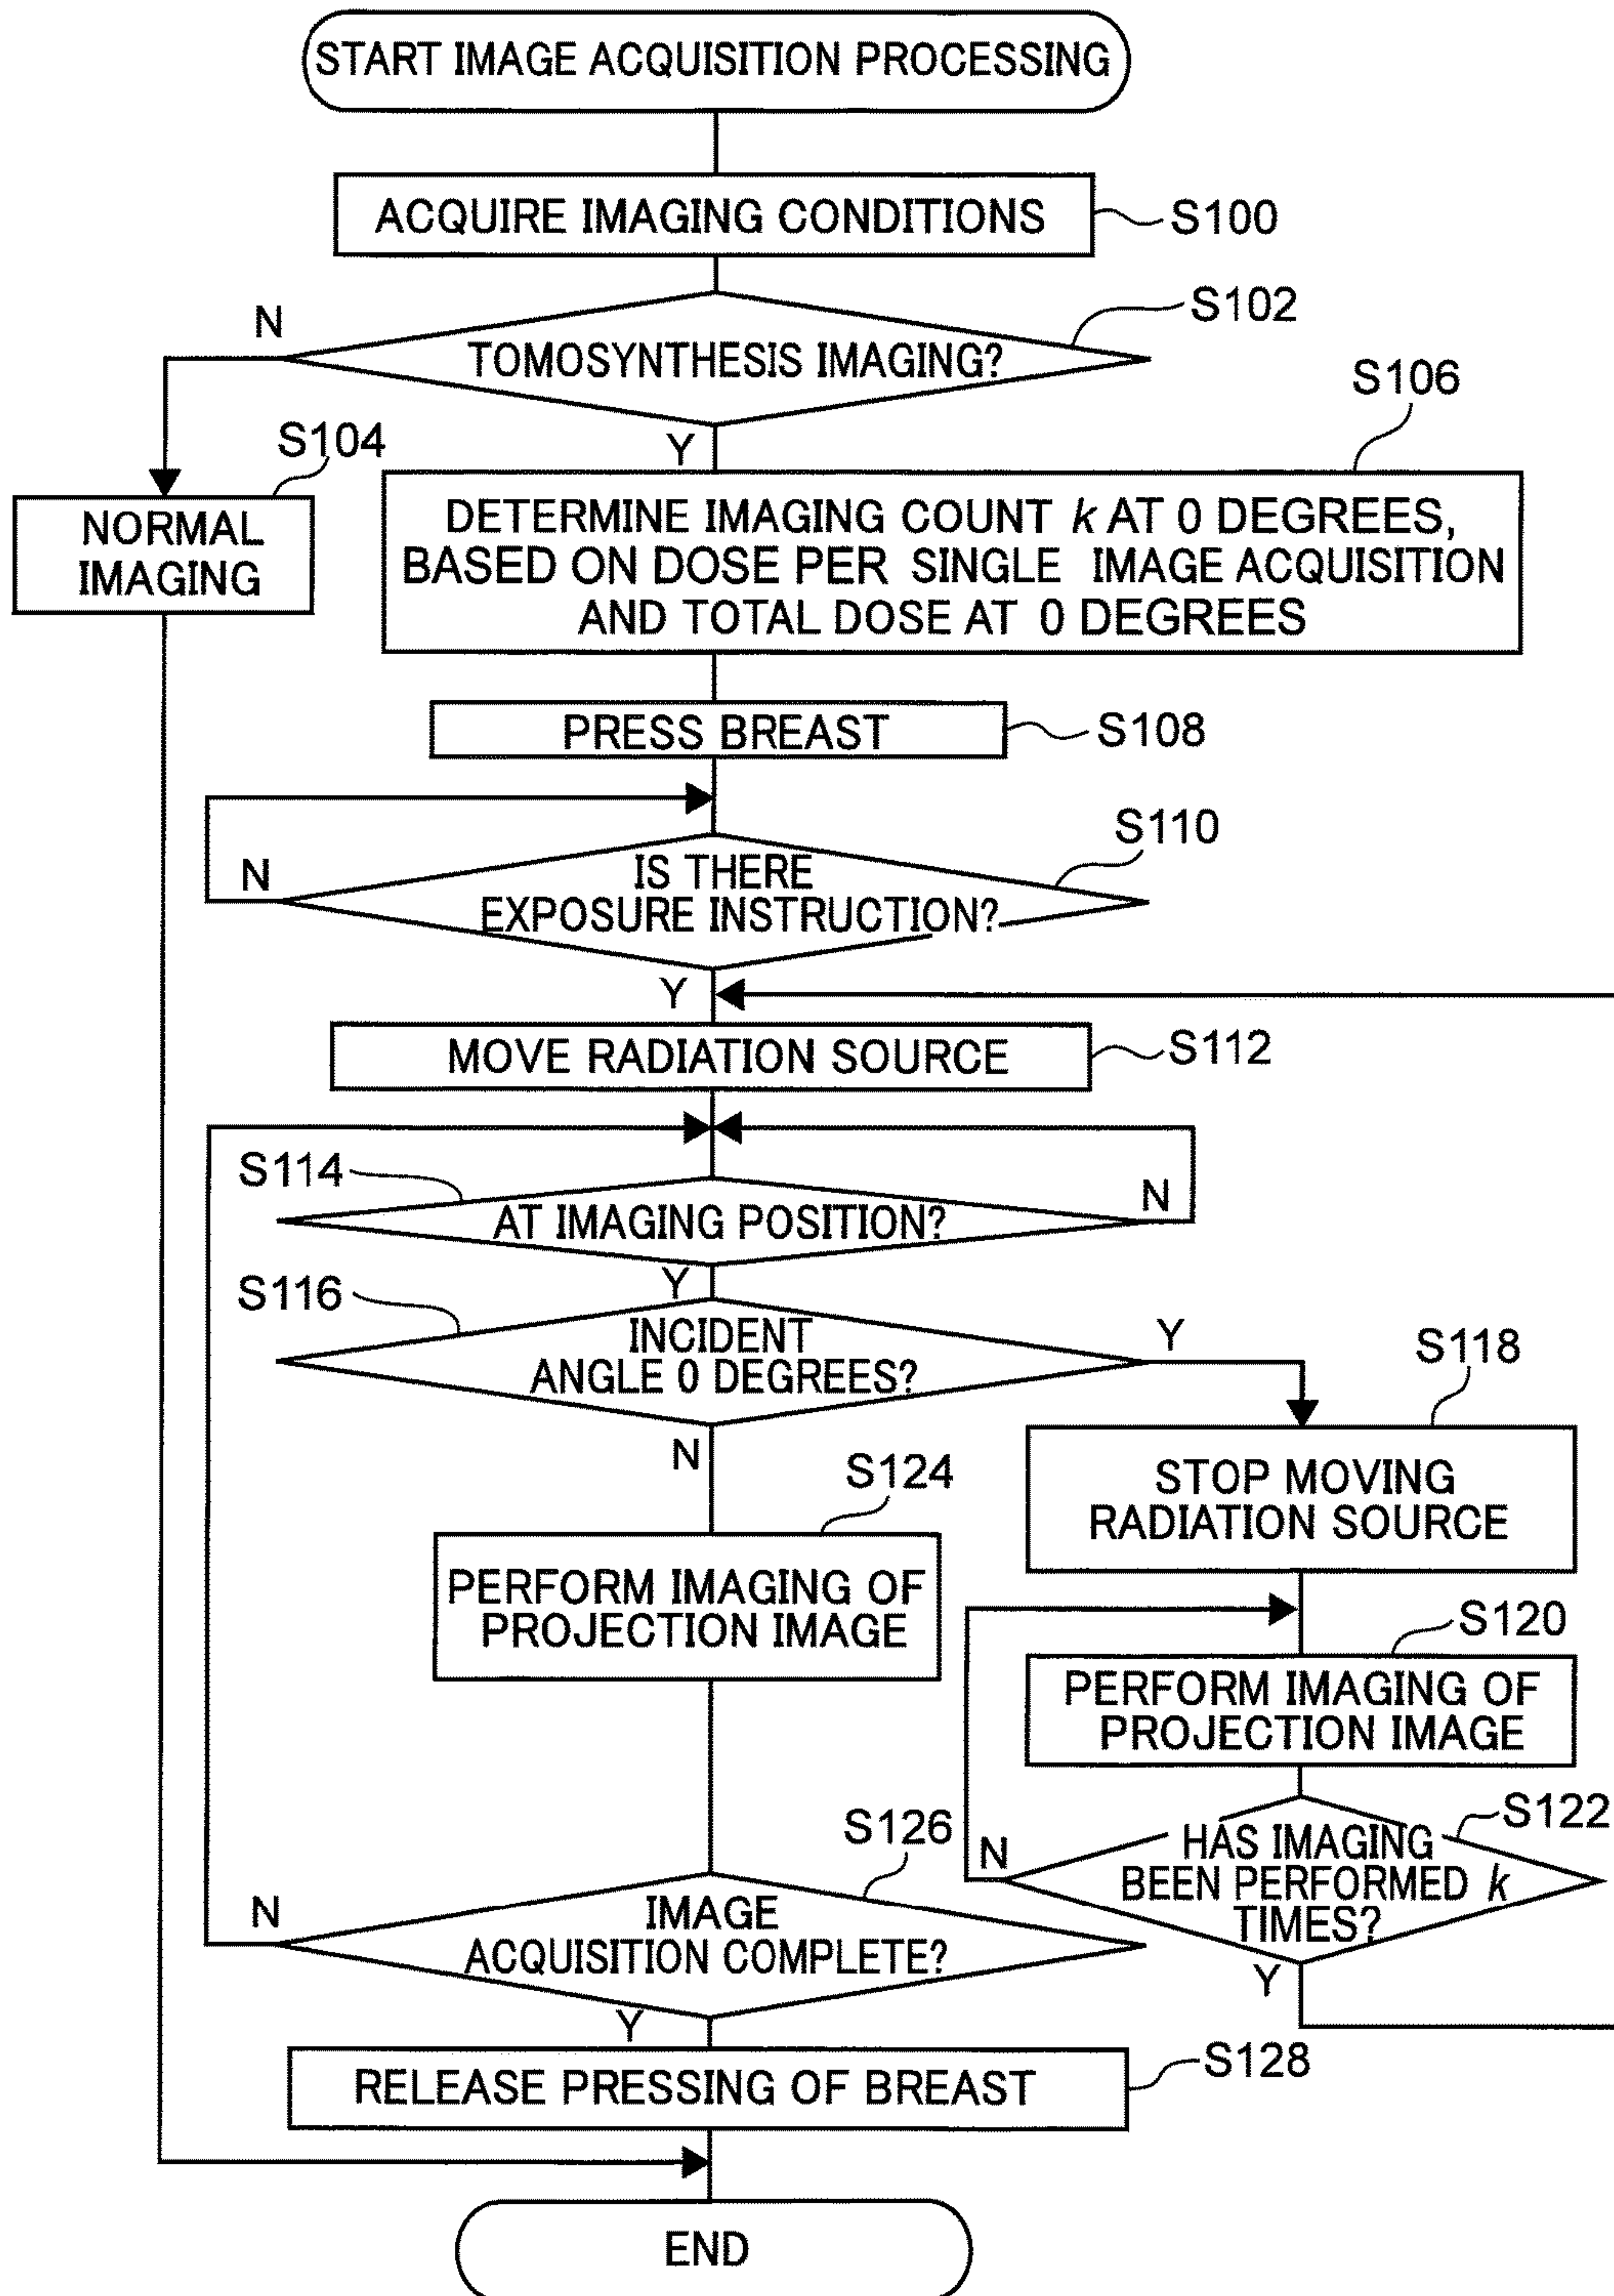 START IMAGE ACQUISITION PROCESSING
ACQUIRE IMAGING CONDITIONS
S100
S102
N
TOMOSYNTHESIS IMAGING?
Y
S106
S104
NORMAL
IMAGING
DETERMINE IMAGING COUNT k AT 0 DEGREES,
BASED ON DOSE PER SINGLE IMAGE ACQUISITION
AND TOTAL DOSE AT 0 DEGREES
PRESS BREAST
S108
S110
N
IS THERE
EXPOSURE INSTRUCTION?
Y
MOVE RADIATION SOURCE
S112
S114
AT IMAGING POSITION?
N
Y
S116
INCIDENT
ANGLE 0 DEGREES?
Y
N
S118
STOP MOVING
RADIATION SOURCE
S124
PERFORM IMAGING OF
PROJECTION IMAGE
S120
PERFORM IMAGING OF
PROJECTION IMAGE
S122
N
HAS IMAGING
BEEN PERFORMED k
TIMES?
Y
S126
N
IMAGE
ACQUISITION COMPLETE?
Y
RELEASE PRESSING OF BREAST
S128
END